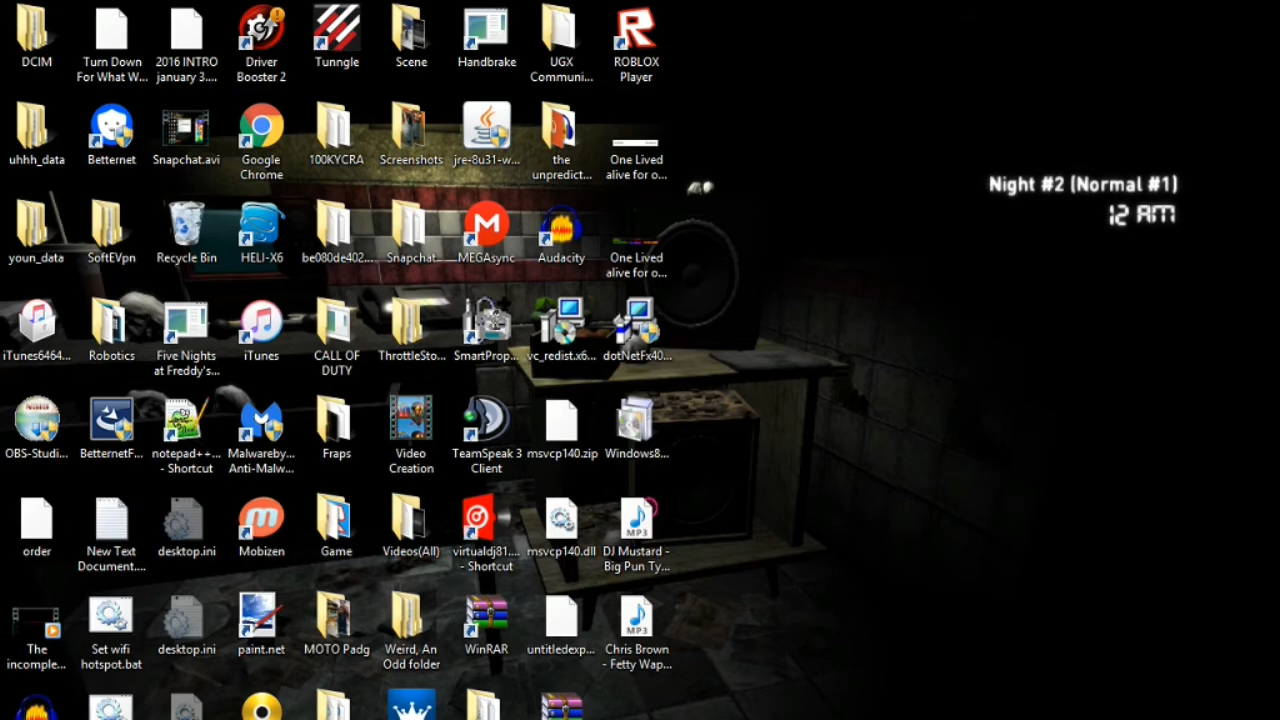 DCIM
Turn Down
For What W...
2016 INTRO
january 3....
Driver
Booster 2
Tunngle
Scene
Handbrake
UGX
Communi...
ROBLOX
Player
uhhh_data
Betternet
Snapchat.avi
Google
Chrome
100KYCRA
Screenshots
jre-8u31-w...
the
unpredict...
One Lived
alive for o...
Night #2 (Normal #1)
12 AM
youn_data
SoftEVpn
Recycle Bin
HELI-X6
be080de402...
Snapchat
MEGAsync
Audacity
One Lived
alive for o...
iTunes6464...
Robotics
Five Nights
at Freddy's...
iTunes
CALL OF
DUTY
ThrottleSto...
SmartProp...
vc_redist.x6...
dotNetFx40...
OBS-Studi...
BetternetF...
notepad++...
- Shortcut
Malwareby...
Anti-Malw...
Fraps
Video
Creation
TeamSpeak 3
Client
msvcp140.zip
Windows8...
order
New Text
Document....
desktop.ini
Mobizen
Game
Videos(All)
virtualdj81....
- Shortcut
msvcp140.dll
MP3
DJ Mustard -
Big Pun Ty...
The
incomple...
Set wifi
hotspot.bat
desktop.ini
paint.net
MOTO Padg
Weird, An
Odd folder
WinRAR
untitledexp...
MP3
Chris Brown
- Fetty Wap...